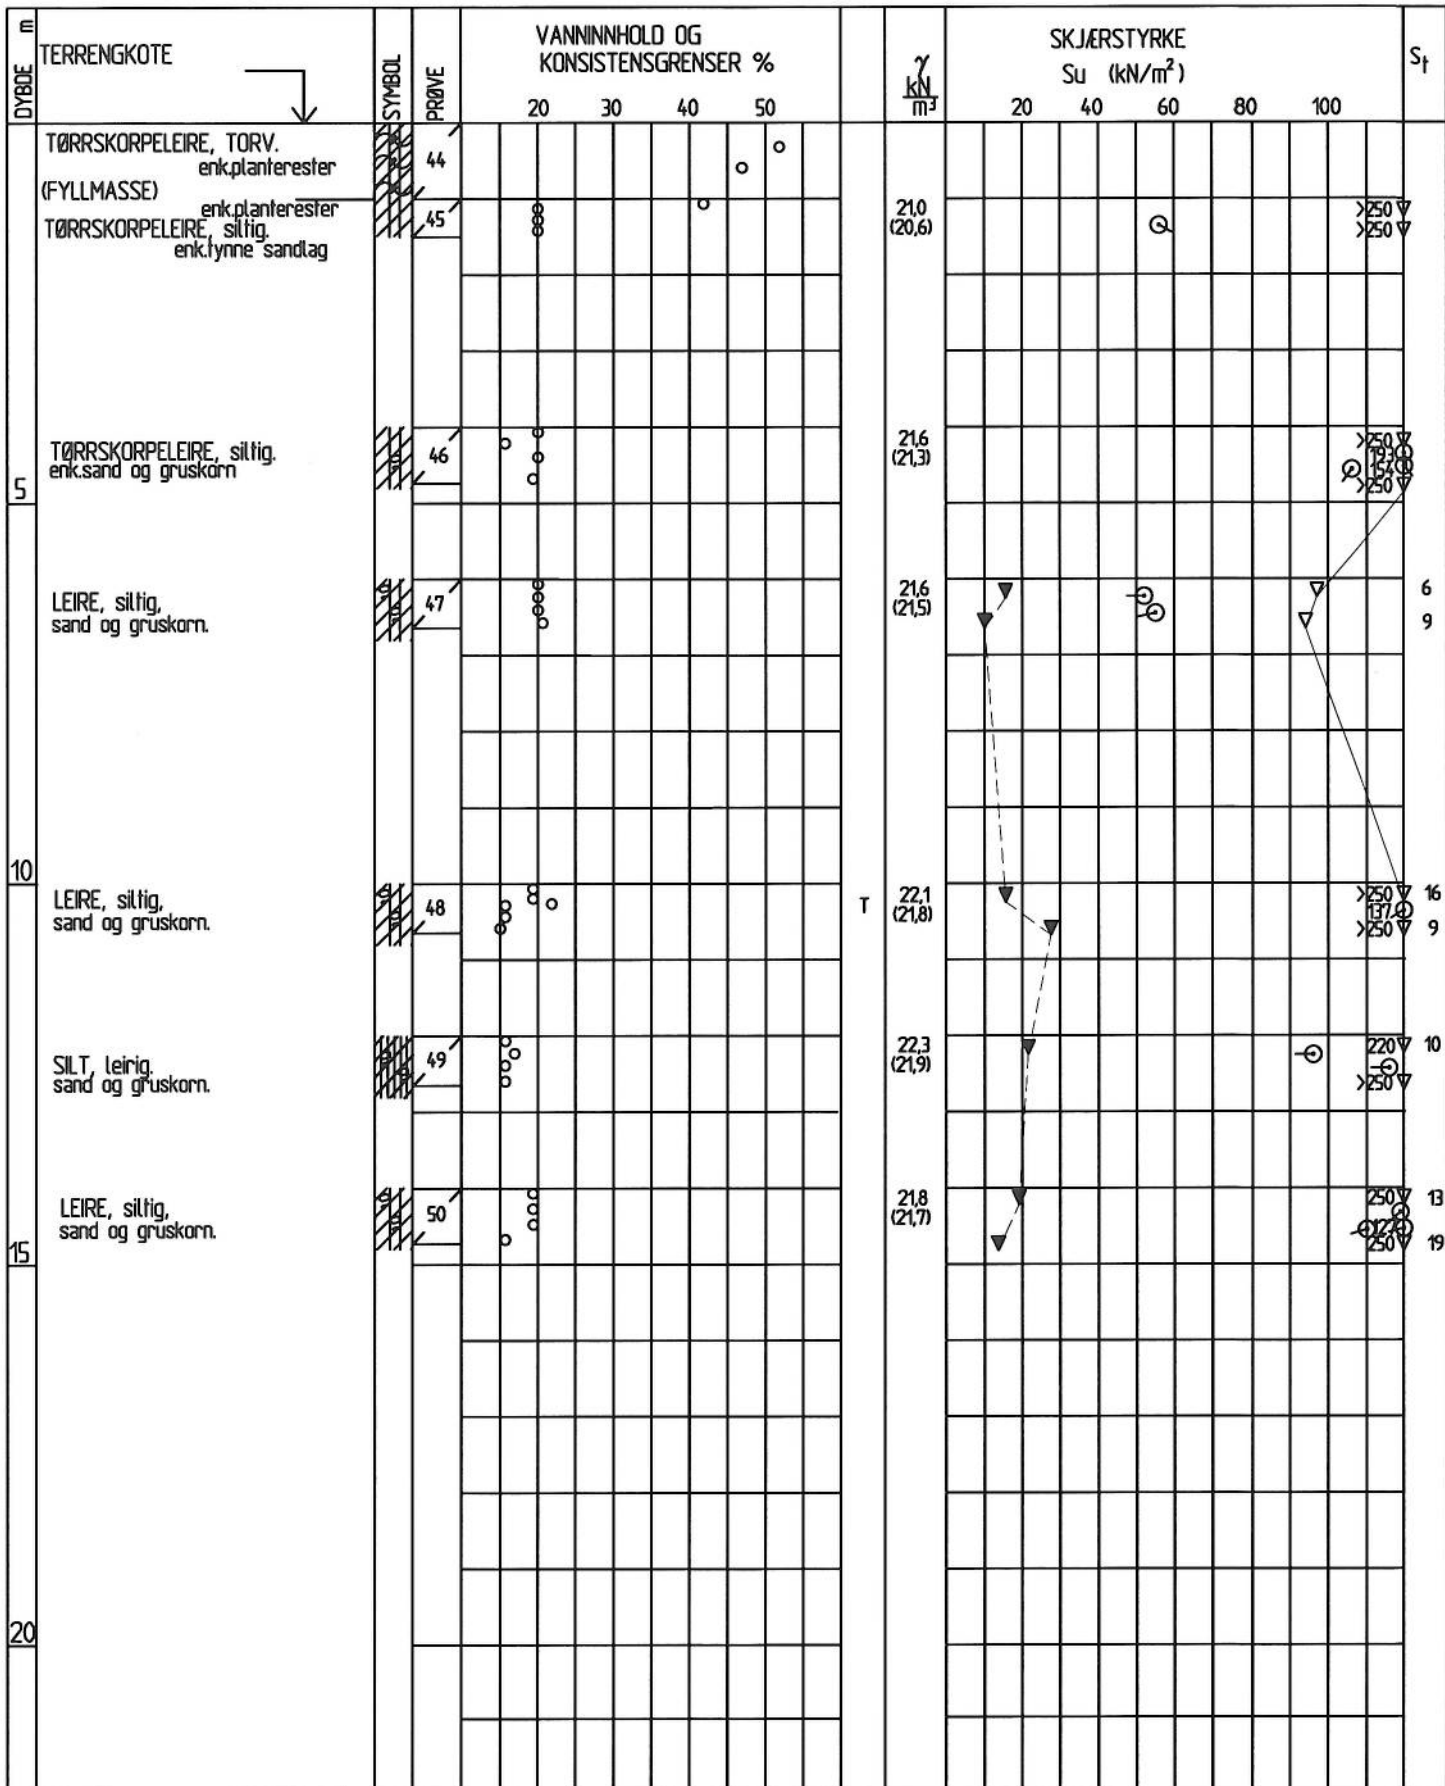 DYBDE m
TERRENGKOTE
SYMBOL
PRØVE
VANNINNHOLD OG
KONSISTENSGRENSER %
20 30 40 50
γ
kN
m³
SKJÆRSTYRKE
Su (kN/m²)
20 40 60 80 100
St
TØRRSKORPELEIRE, TORV.
enk.planterester
44
(FYLLMASSE)
enk.planterester
TØRRSKORPELEIRE, siltig.
enk.tynne sandlag
45
21,0
(20,6)
>250
>250
TØRRSKORPELEIRE, siltig.
enk.sand og gruskorn
46
21,6
(21,3)
>250
193
154
>250
5
LEIRE, siltig,
sand og gruskorn.
47
21,6
(21,5)
6
9
10
LEIRE, siltig,
sand og gruskorn.
48
T
22,1
(21,8)
>250 16
137
>250 9
SILT, leirig.
sand og gruskorn.
49
22,3
(21,9)
220 10
>250
LEIRE, siltig,
sand og gruskorn.
50
21,8
(21,7)
250 13
127
250 19
15
20